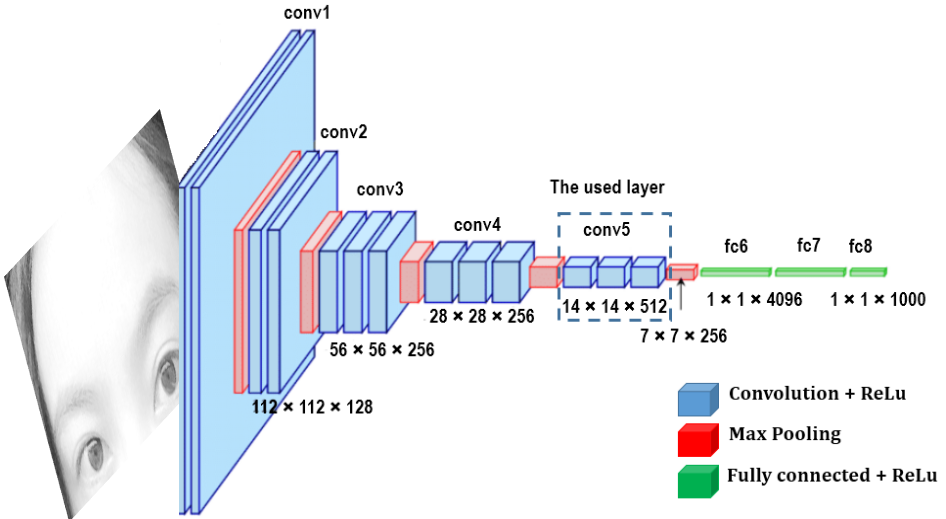 conv1
conv2
conv3
The used layer
conv4
conv5
fc6
fc7
fc8
1 × 1 × 4096
1 × 1 × 1000
14 × 14 × 512
28 × 28 × 256
7 × 7 × 256
56 × 56 × 256
112 × 112 × 128
Convolution + ReLu
Max Pooling
Fully connected + ReLu